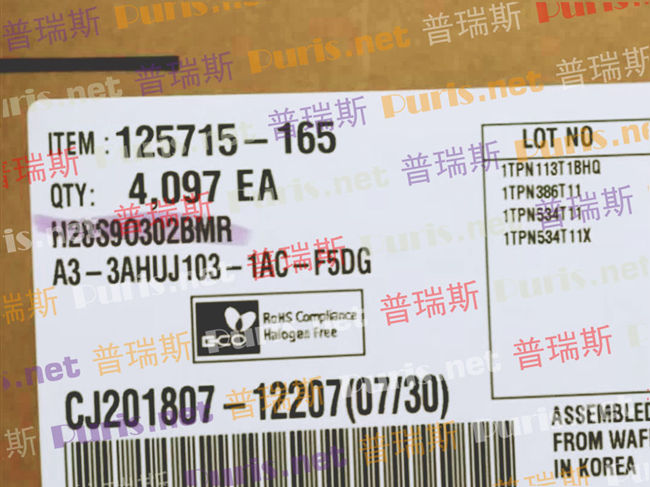 ITEM : 125715-165
QTY: 4,097 EA
H28S9O302BMR
A3-3AHUJ103-1AC-F5DG
ECO
RoHS Compliance
Halogen Free
CJ201807-12207(07/30)
LOT NO
1TPN113T1BHQ
1TPN386T11
1TPN534T11
1TPN534T11X
ASSEMBLED
FROM WAF
IN KOREA
普瑞斯 Puris.net